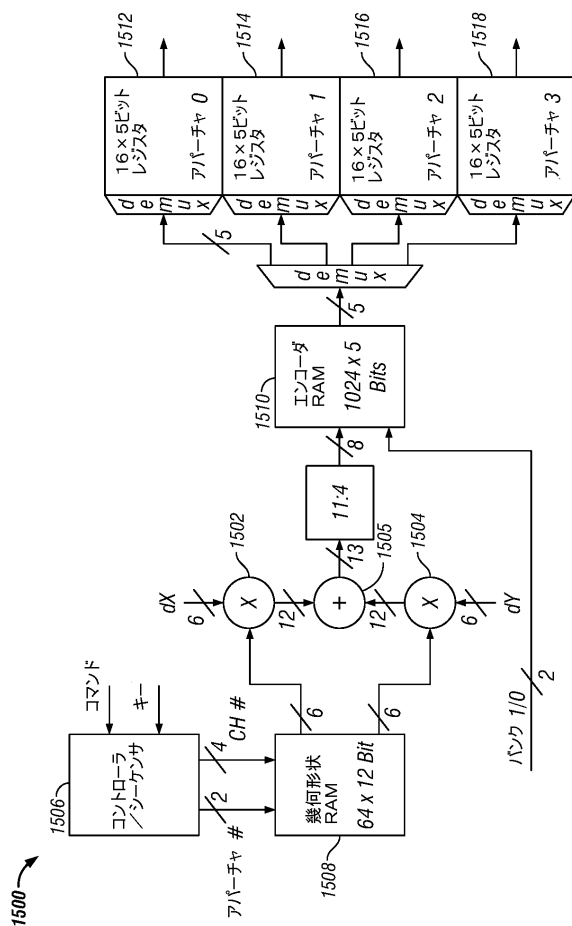 1500
1506
コントローラ
／シーケンサ
コマンド
キー
アパーチャ #
2
4
CH #
1508
幾何形状
RAM
64 x 12 Bit
6
6
dX
6
X
1502
12
+
1505
12
X
1504
6
dY
13
11:4
8
バンク 1/0
2
1510
エンコーダ
RAM
1024 x 5
Bits
5
demux
5
demux
16×5ビット
レジスタ
アパーチャ 0
1512
demux
16×5ビット
レジスタ
アパーチャ 1
1514
demux
16×5ビット
レジスタ
アパーチャ 2
1516
demux
16×5ビット
レジスタ
アパーチャ 3
1518